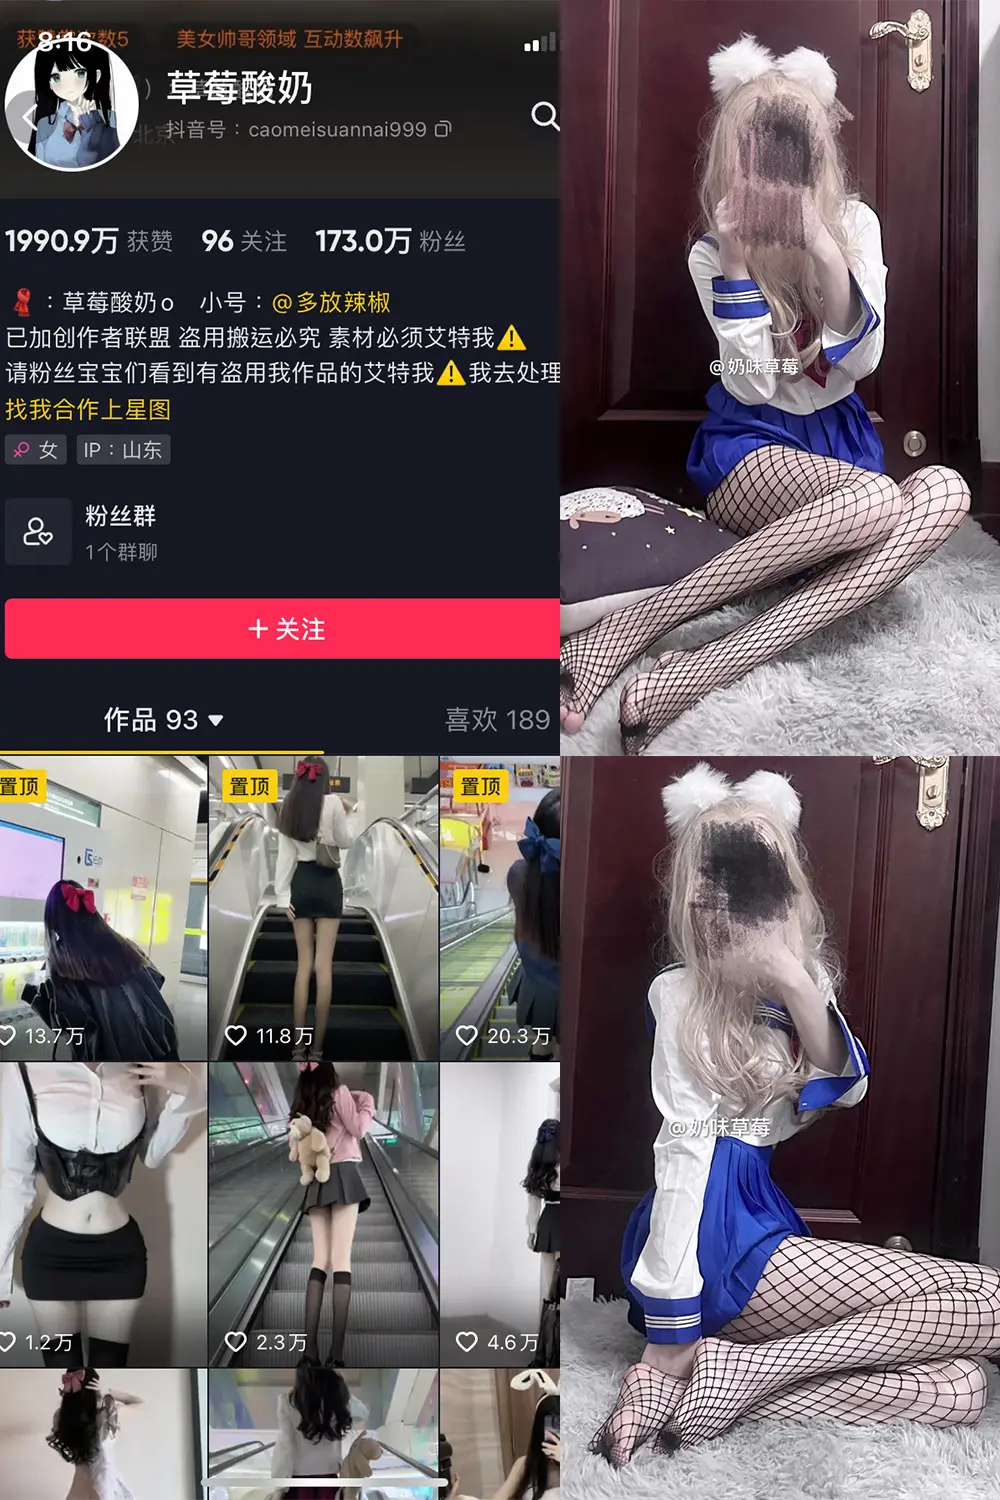 获赞
次数5
美女帅哥领域 互动数飙升
8:16
草莓酸奶
抖音号：caomeisuannai999
北京
1990.9万 获赞 96 关注 173.0万 粉丝
：草莓酸奶o 小号：@多放辣椒
已加创作者联盟 盗用搬运必究 素材必须艾特我⚠️
请粉丝宝宝们看到有盗用我作品的艾特我⚠️我去处理
找我合作上星图
女 IP：山东
粉丝群
1个群聊
+关注
作品 93 喜欢 189
置顶 置顶 置顶
13.7万 11.8万 20.3万
1.2万 2.3万 4.6万
@奶味草莓
@奶味草莓